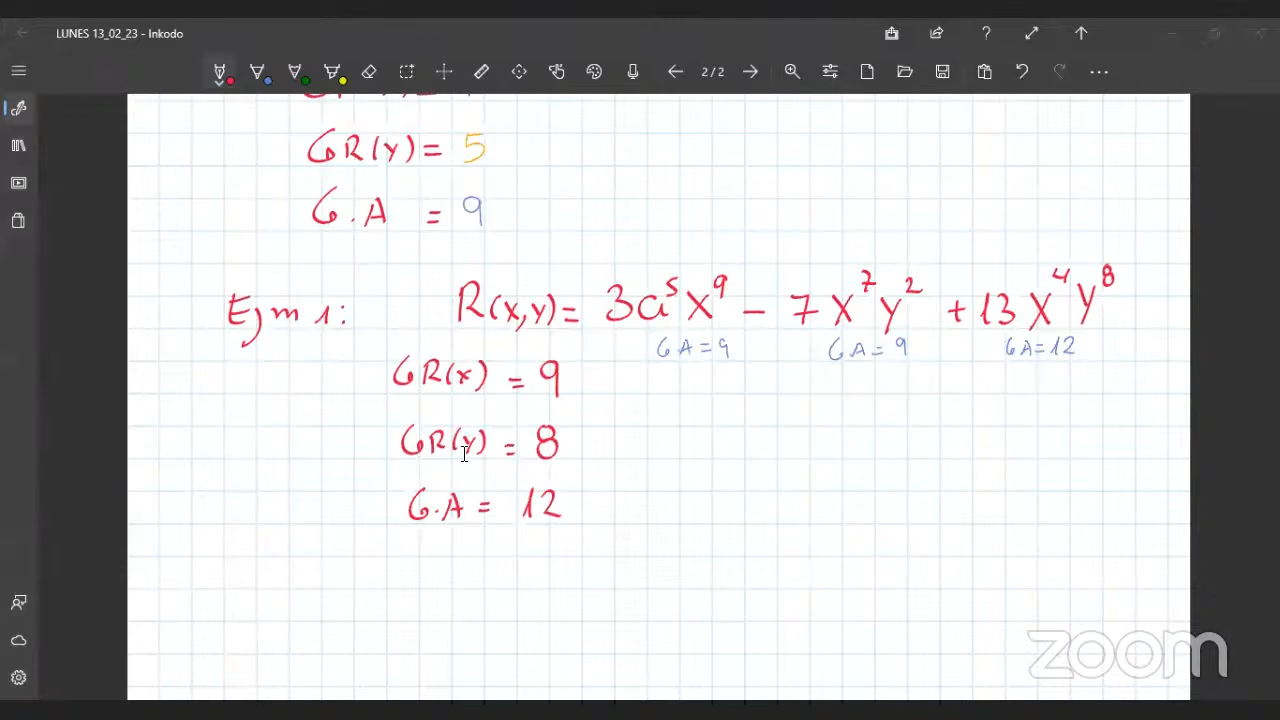 LUNES 13_02_23 - Inkodo
2/2
GR(y) = 5
G.A = 9
Ejm 1: R(x,y) = 3a⁵x⁹ - 7x⁷y² + 13x⁴y⁸
GA = 9 GA = 9 GA = 12
GR(x) = 9
GR(y) = 8
G.A = 12
zoom